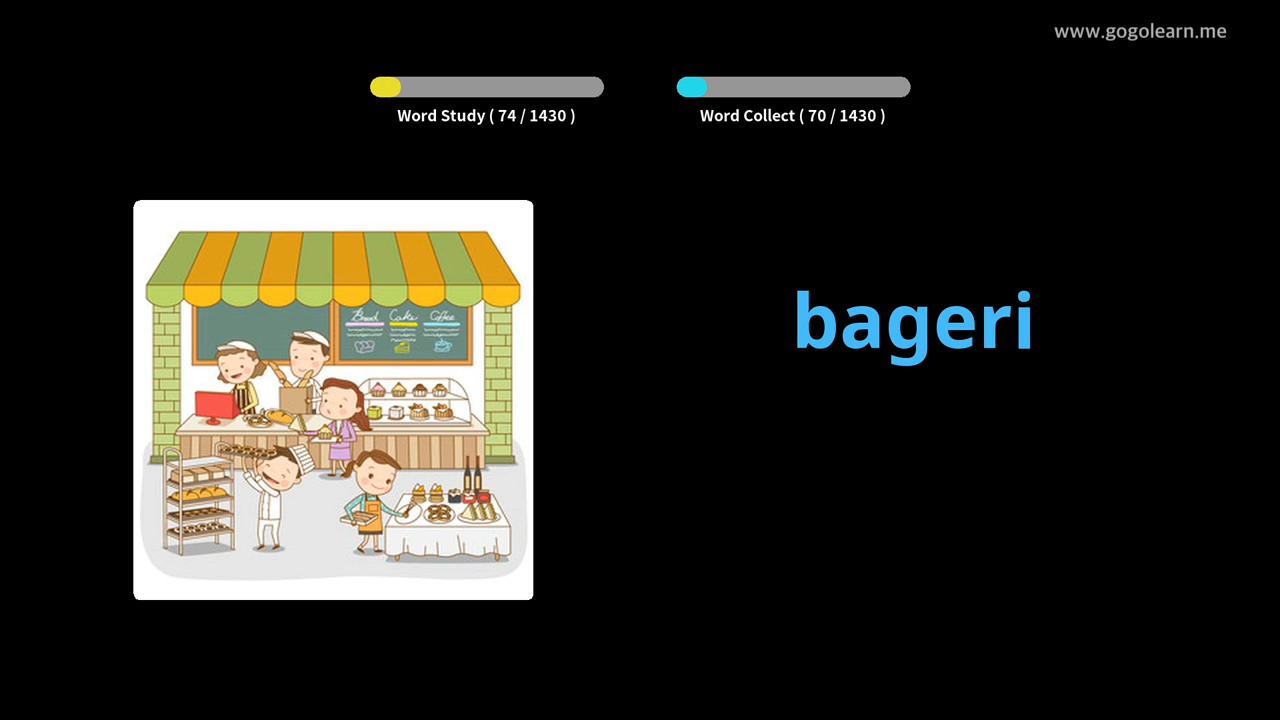 www.gogolearn.me
Word Study ( 74 / 1430 )
Word Collect ( 70 / 1430 )
Bread Cake Coffee
bageri